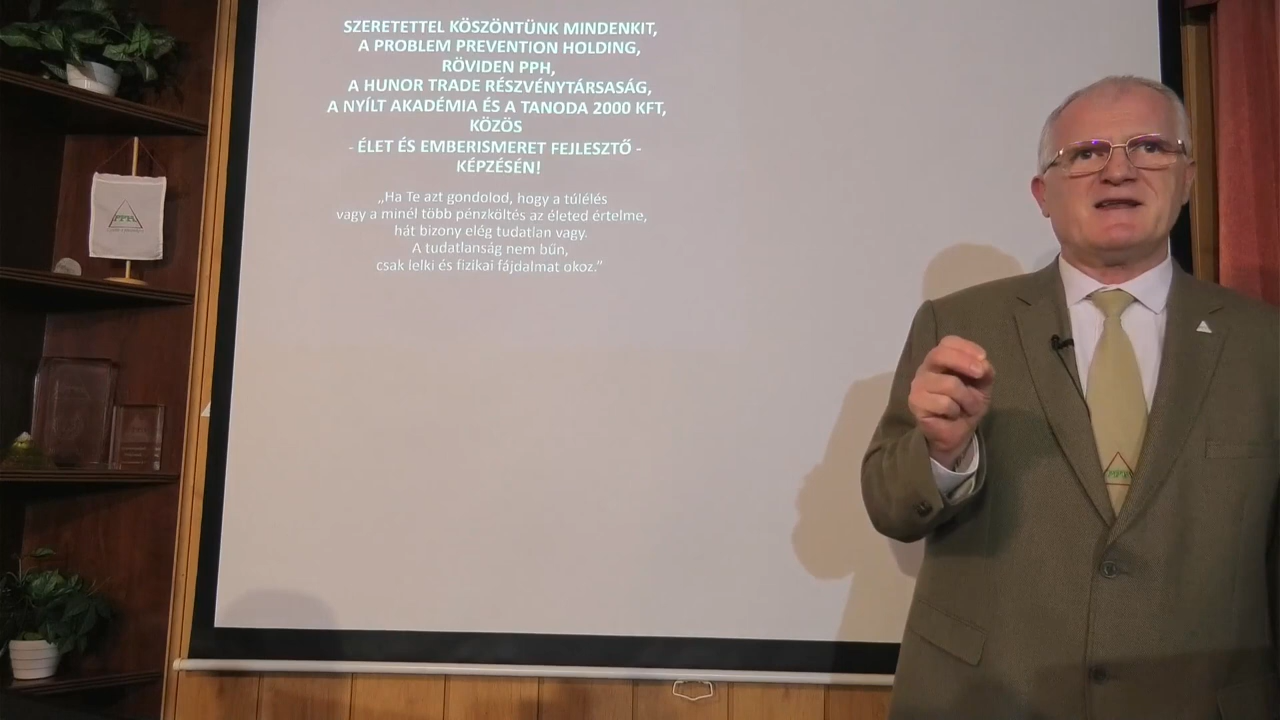 SZERETETTEL KÖSZÖNTÜNK MINDENKIT,
A PROBLEM PREVENTION HOLDING,
RÖVIDEN PPH,
A HUNOR TRADE RÉSZVÉNYTÁRSASÁG,
A NYÍLT AKADÉMIA ÉS A TANODA 2000 KFT,
KÖZÖS
- ÉLET ÉS EMBERISMERET FEJLESZTŐ -
KÉPZÉSÉN!
„Ha Te azt gondolod, hogy a túlélés
vagy a minél több pénzköltés az életed értelme,
hát bizony elég tudatlan vagy.
A tudatlanság nem bűn,
csak lelki és fizikai fájdalmat okoz.”